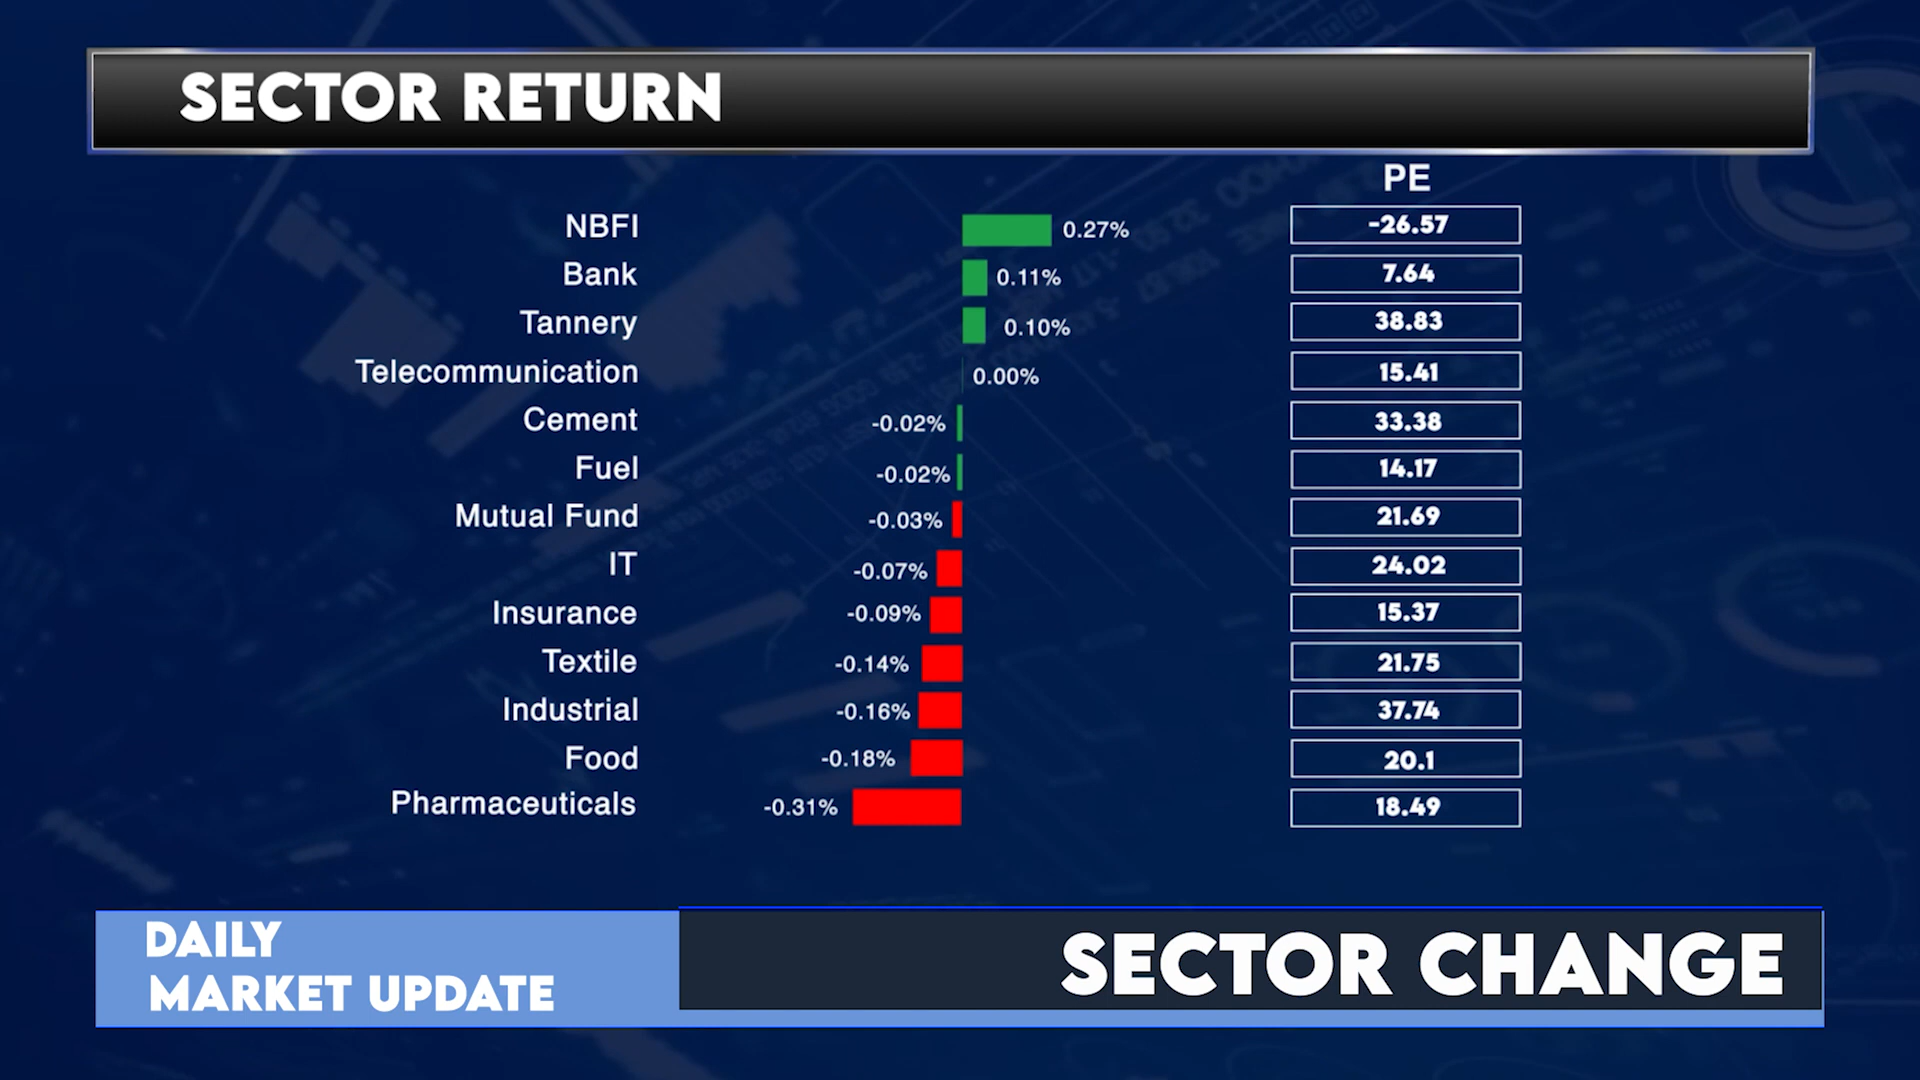 SECTOR RETURN
PE
NBFI 0.27% -26.57
Bank 0.11% 7.64
Tannery 0.10% 38.83
Telecommunication 0.00% 15.41
Cement -0.02% 33.38
Fuel -0.02% 14.17
Mutual Fund -0.03% 21.69
IT -0.07% 24.02
Insurance -0.09% 15.37
Textile -0.14% 21.75
Industrial -0.16% 37.74
Food -0.18% 20.1
Pharmaceuticals -0.31% 18.49
DAILY
MARKET UPDATE
SECTOR CHANGE